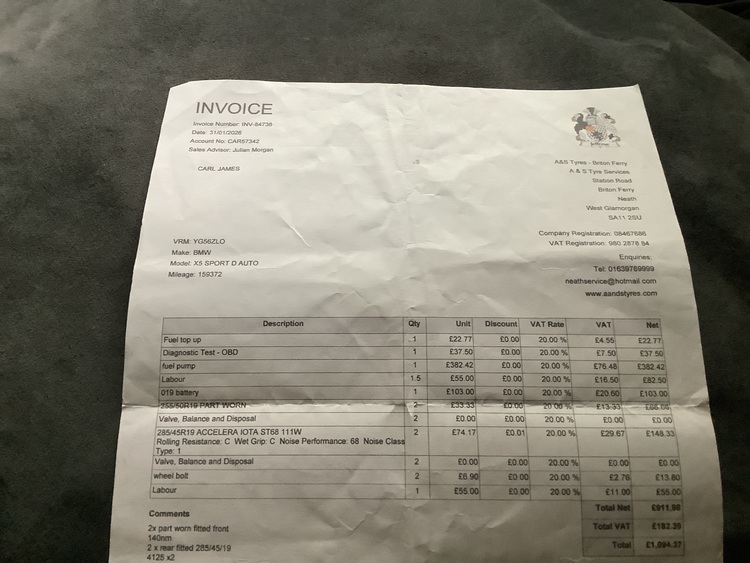 INVOICE
Invoice Number: INV-84738
Date: 31/01/2026
Account No: CAR57342
Sales Advisor: Julian Morgan
CARL JAMES
A&S Tyres - Briton Ferry
A & S Tyre Services
Station Road
Briton Ferry
Neath
West Glamorgan
SA11 2SU
Company Registration: 08467686
VAT Registration: 980 2878 94
Enquiries:
Tel: 01639769999
neathservice@hotmail.com
www.aandstyres.com
VRM: YG56ZLO
Make: BMW
Model: X5 SPORT D AUTO
Mileage: 159372
Description Qty Unit Discount VAT Rate VAT Net
Fuel top up 1 £22.77 £0.00 20.00 % £4.55 £22.77
Diagnostic Test - OBD 1 £37.50 £0.00 20.00 % £7.50 £37.50
fuel pump 1 £382.42 £0.00 20.00 % £76.48 £382.42
Labour 1.5 £55.00 £0.00 20.00 % £16.50 £82.50
019 battery 1 £103.00 £0.00 20.00 % £20.60 £103.00
255/50R19 PART WORN 2 £33.33 £0.00 20.00 % £13.33 £66.66
Valve, Balance and Disposal 2 £0.00 £0.00 20.00 % £0.00 £0.00
285/45R19 ACCELERA IOTA ST68 111W 2 £74.17 £0.01 20.00 % £29.67 £148.33
Rolling Resistance: C Wet Grip: C Noise Performance: 68 Noise Class
Type: 1
Valve, Balance and Disposal 2 £0.00 £0.00 20.00 % £0.00 £0.00
wheel bolt 2 £6.90 £0.00 20.00 % £2.76 £13.80
Labour 1 £55.00 £0.00 20.00 % £11.00 £55.00
Total Net £911.98
Total VAT £182.39
Total £1,094.37
Comments
2x part worn fitted front
140nm
2 x rear fitted 285/45/19
4125 x2